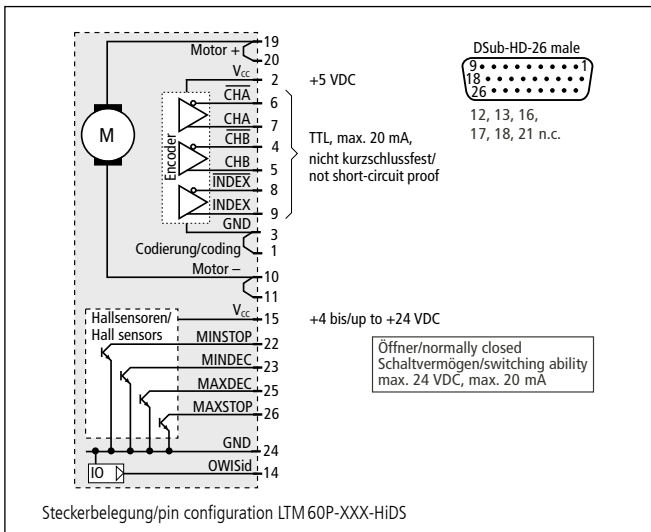 19
Motor +
20
V_cc 2 +5 VDC
CHA 6
CHA 7
CHB 4
CHB 5
INDEX 8
INDEX 9
GND 3
Codierung/coding 1
Motor – 10
11
M
Encoder
TTL, max. 20 mA,
nicht kurzschlussfest/
not short-circuit proof
DSub-HD-26 male
9 1
18
26
12, 13, 16,
17, 18, 21 n.c.
V_cc 15 +4 bis/up to +24 VDC
Hallsensoren/
Hall sensors
MINSTOP 22
MINDEC 23
MAXDEC 25
MAXSTOP 26
GND 24
OWISid 14
IO
Öffner/normally closed
Schaltvermögen/switching ability
max. 24 VDC, max. 20 mA
Steckerbelegung/pin configuration LTM60P-XXX-HiDS